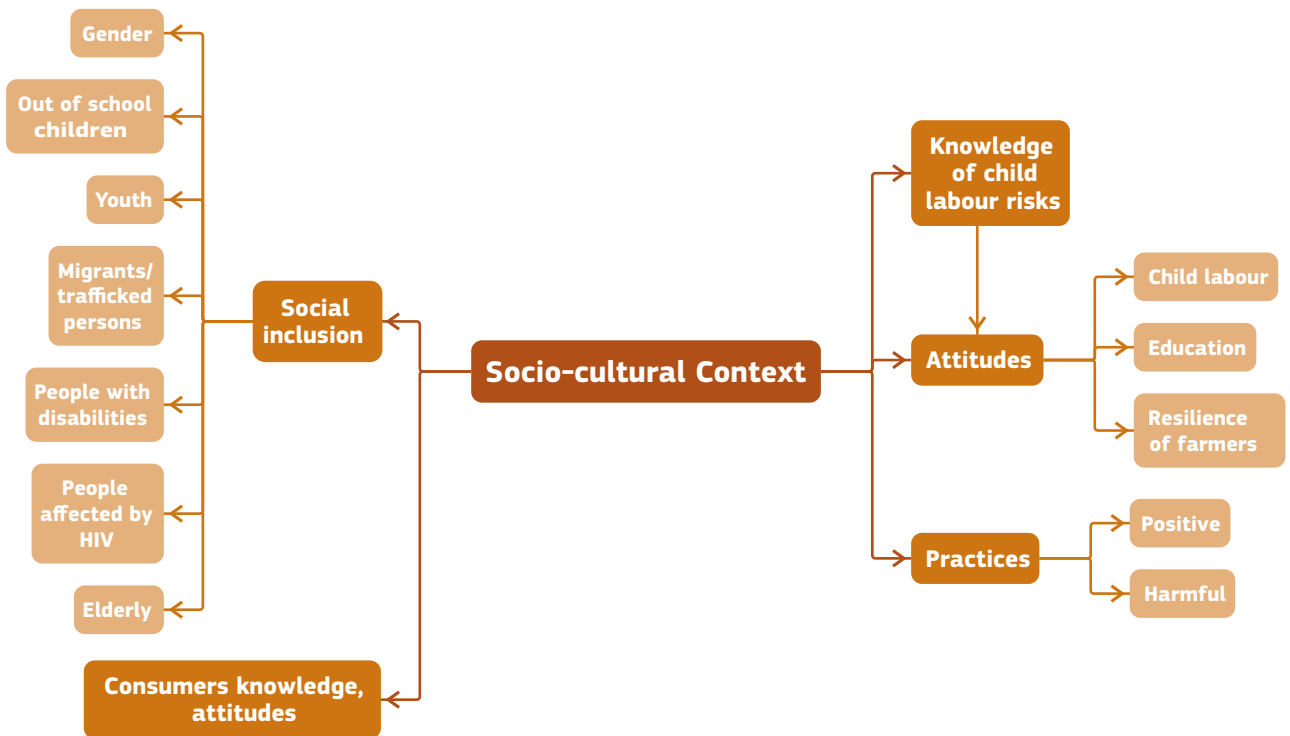 Gender
Out of school
children
Youth
Migrants/
trafficked
persons
People with
disabilities
People
affected by
HIV
Elderly
Social
inclusion
Consumers knowledge,
attitudes
Socio-cultural Context
Knowledge
of child
labour risks
Attitudes
Child labour
Education
Resilience
of farmers
Practices
Positive
Harmful